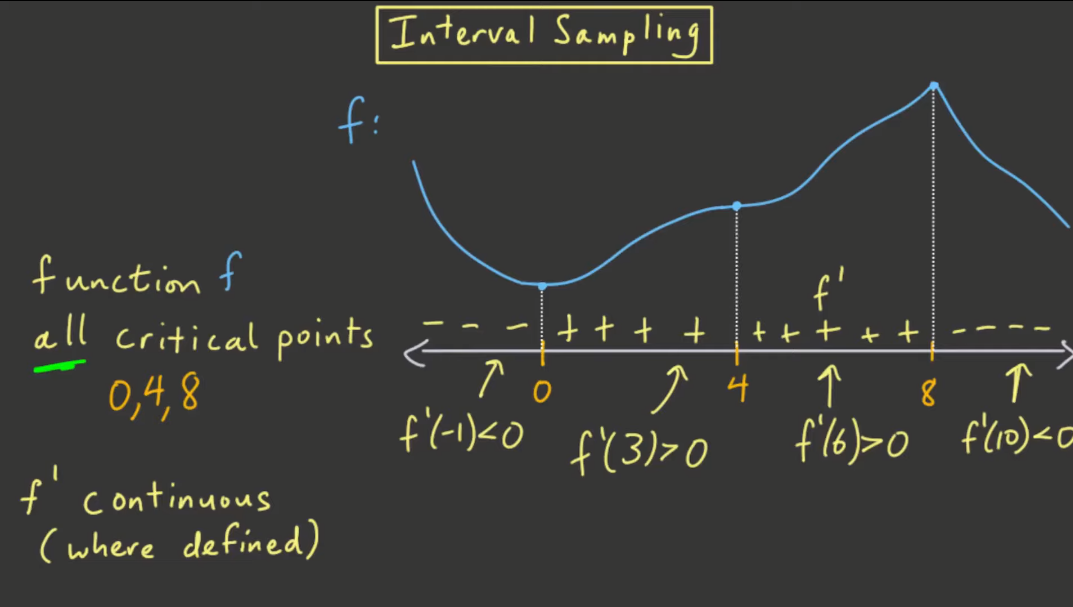 Interval Sampling
f:
function f
all critical points
0,4,8
f' continuous
(where defined)
f'
- - - + + + + + + + + + - - - -
0 4 8
f'(-1)<0 f'(3)>0 f'(6)>0 f'(10)<0